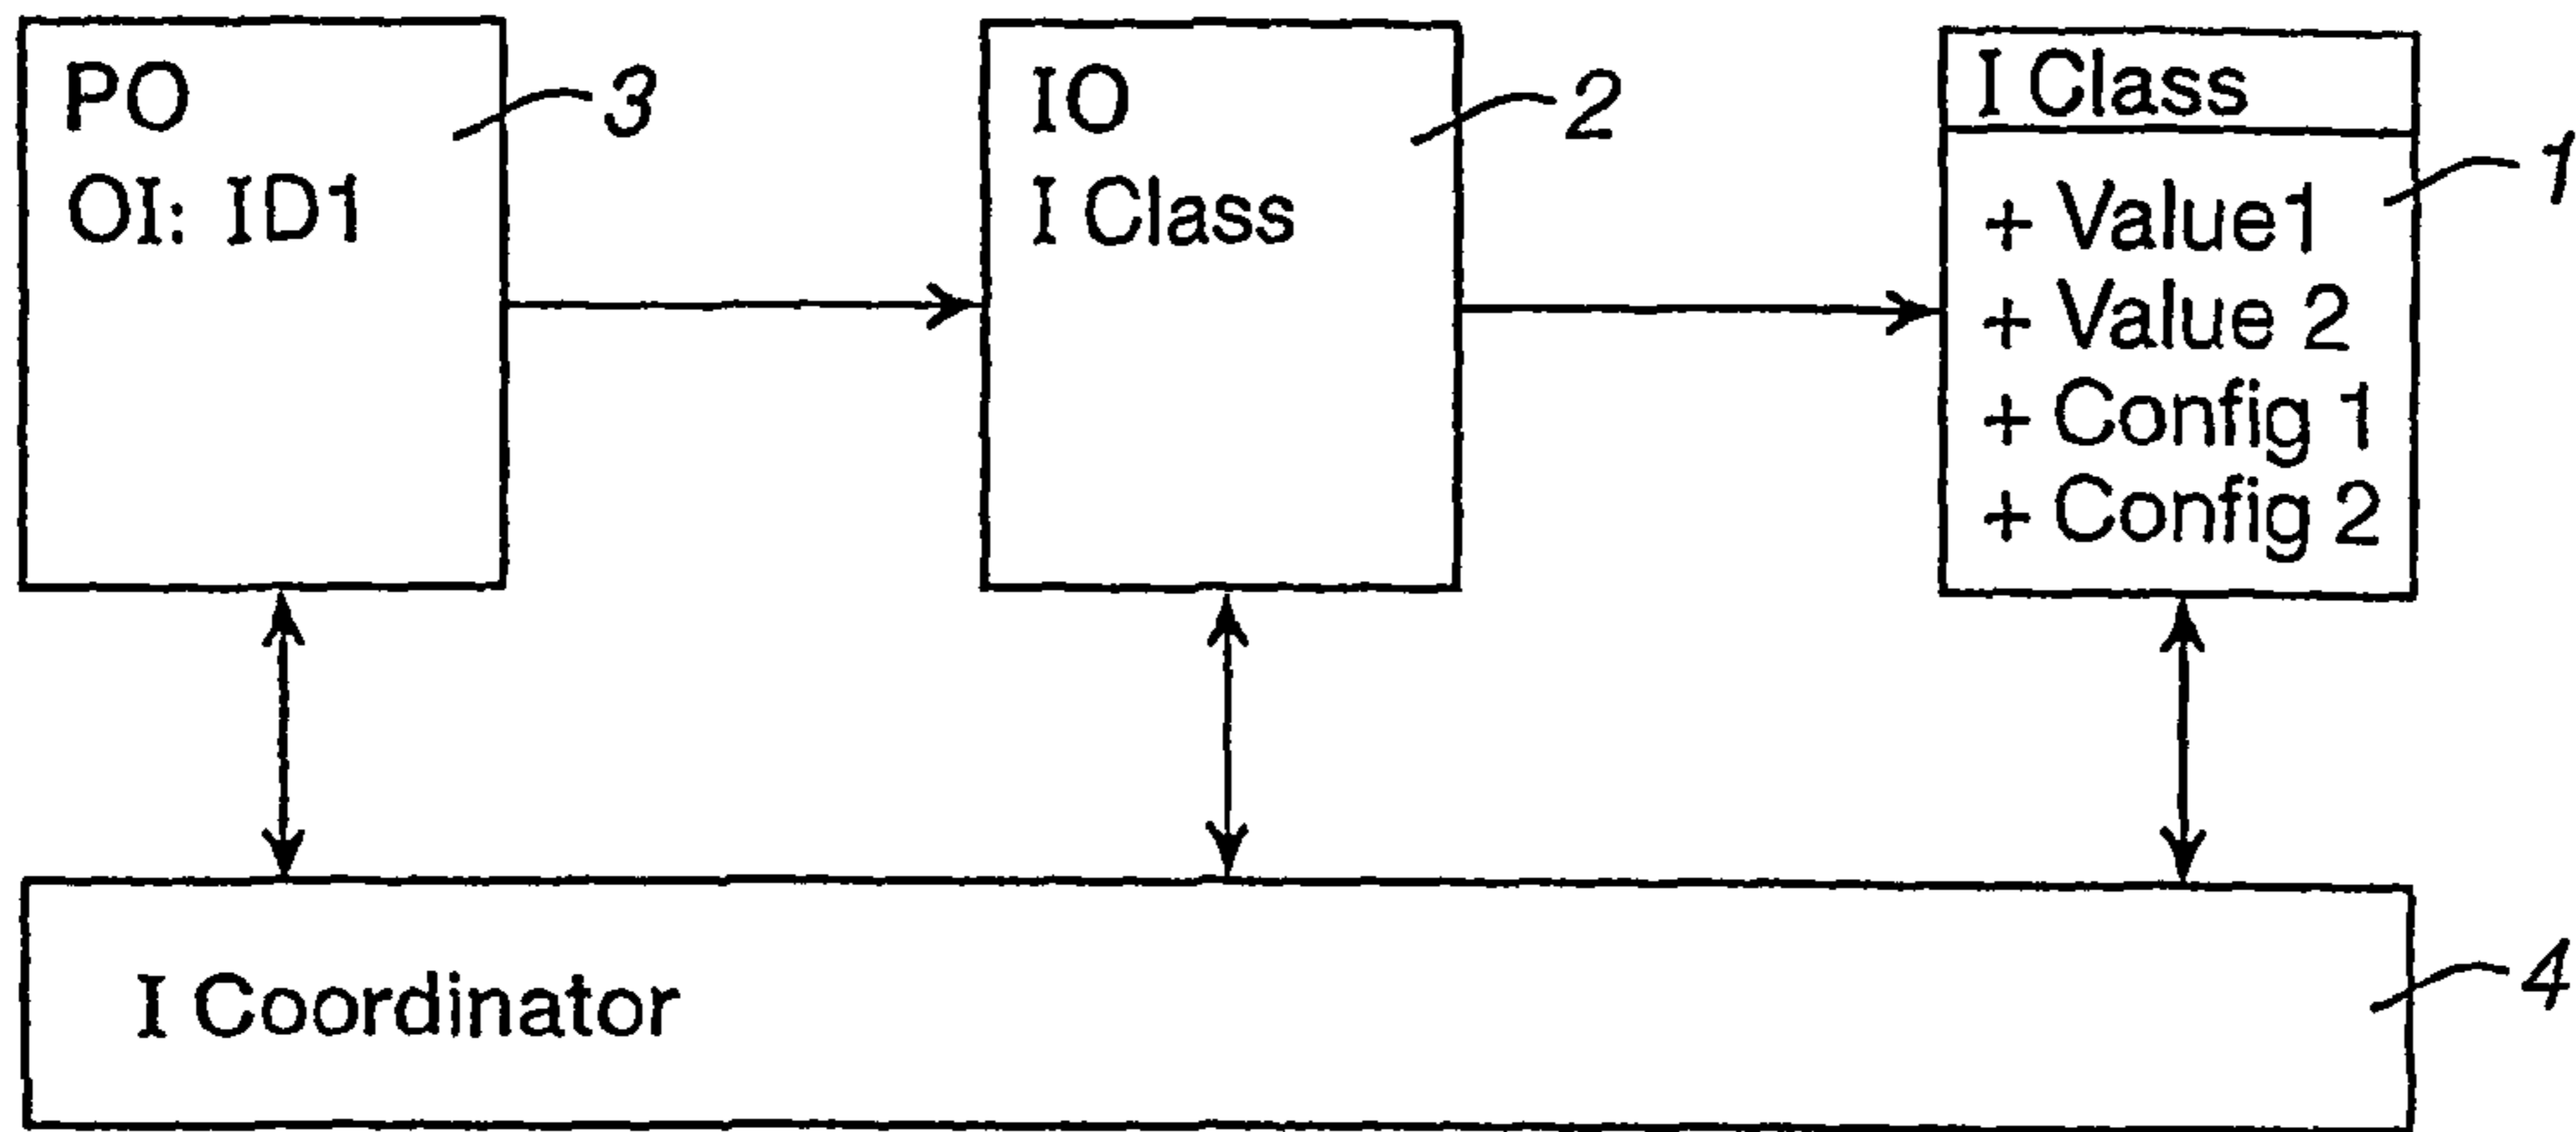 PO
OI: ID1
3
IO
I Class
2
I Class
+ Value1
+ Value 2
+ Config 1
+ Config 2
1
I Coordinator
4